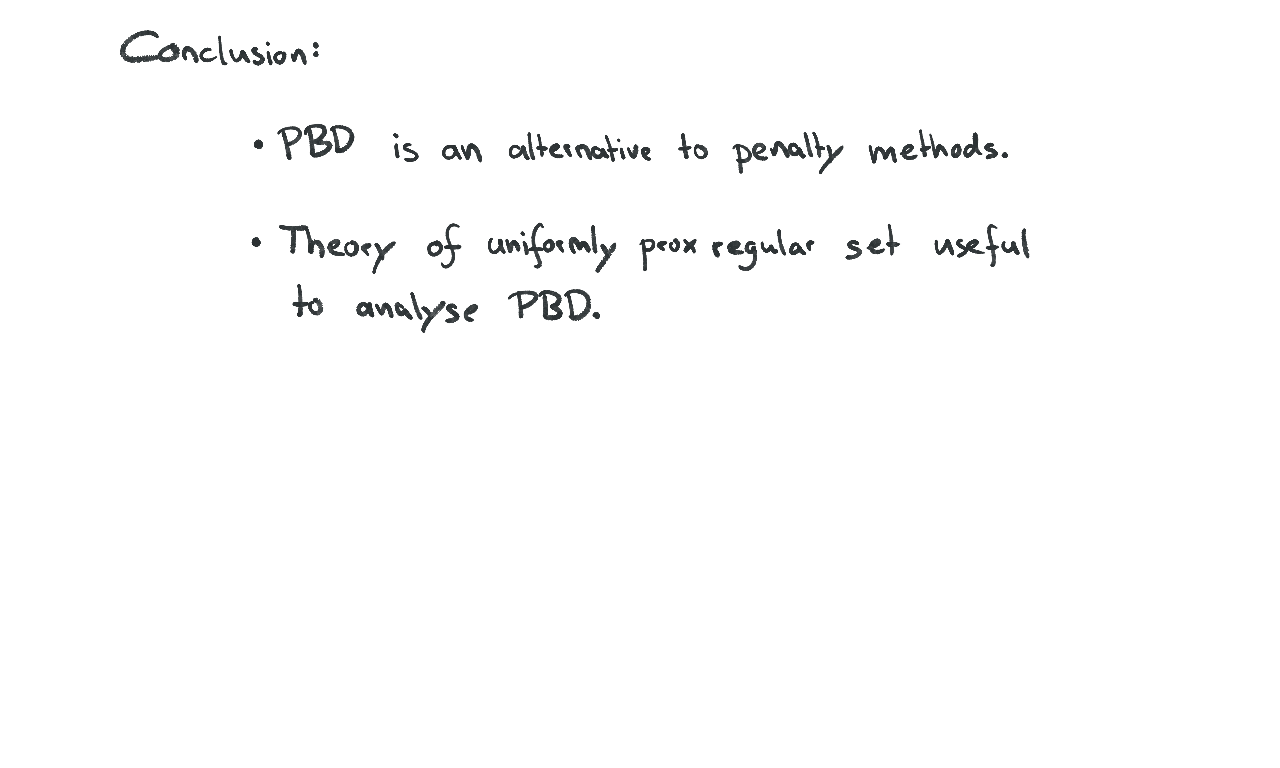 Conclusion:
• PBD is an alternative to penalty methods.
• Theory of uniformly prox regular set useful
to analyse PBD.